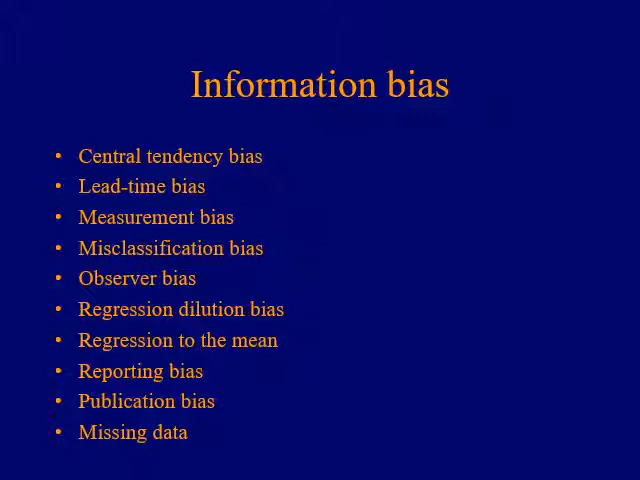 Information bias
• Central tendency bias
• Lead-time bias
• Measurement bias
• Misclassification bias
• Observer bias
• Regression dilution bias
• Regression to the mean
• Reporting bias
• Publication bias
• Missing data